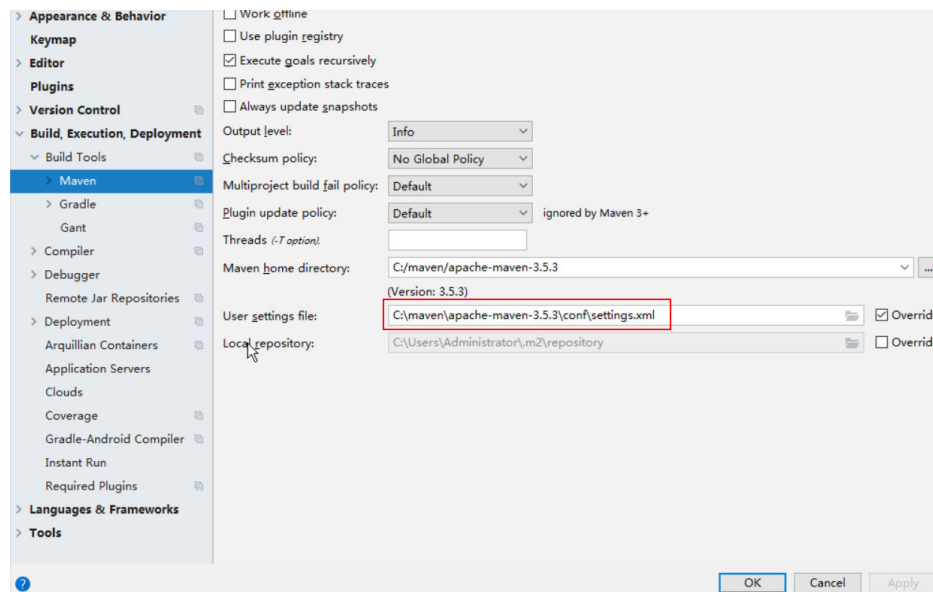 Appearance & Behavior
Keymap
Editor
Plugins
Version Control
Build, Execution, Deployment
Build Tools
Maven
Gradle
Gant
Compiler
Debugger
Remote Jar Repositories
Deployment
Arquillian Containers
Application Servers
Clouds
Coverage
Gradle-Android Compiler
Instant Run
Required Plugins
Languages & Frameworks
Tools
Work offline
Use plugin registry
Execute goals recursively
Print exception stack traces
Always update snapshots
Output level: Info
Checksum policy: No Global Policy
Multiproject build fail policy: Default
Plugin update policy: Default ignored by Maven 3+
Threads (-T option):
Maven home directory: C:/maven/apache-maven-3.5.3 ...
(Version: 3.5.3)
User settings file: C:\maven\apache-maven-3.5.3\conf\settings.xml Overrid
Local repository: C:\Users\Administrator\.m2\repository Overrid
? OK Cancel Apply